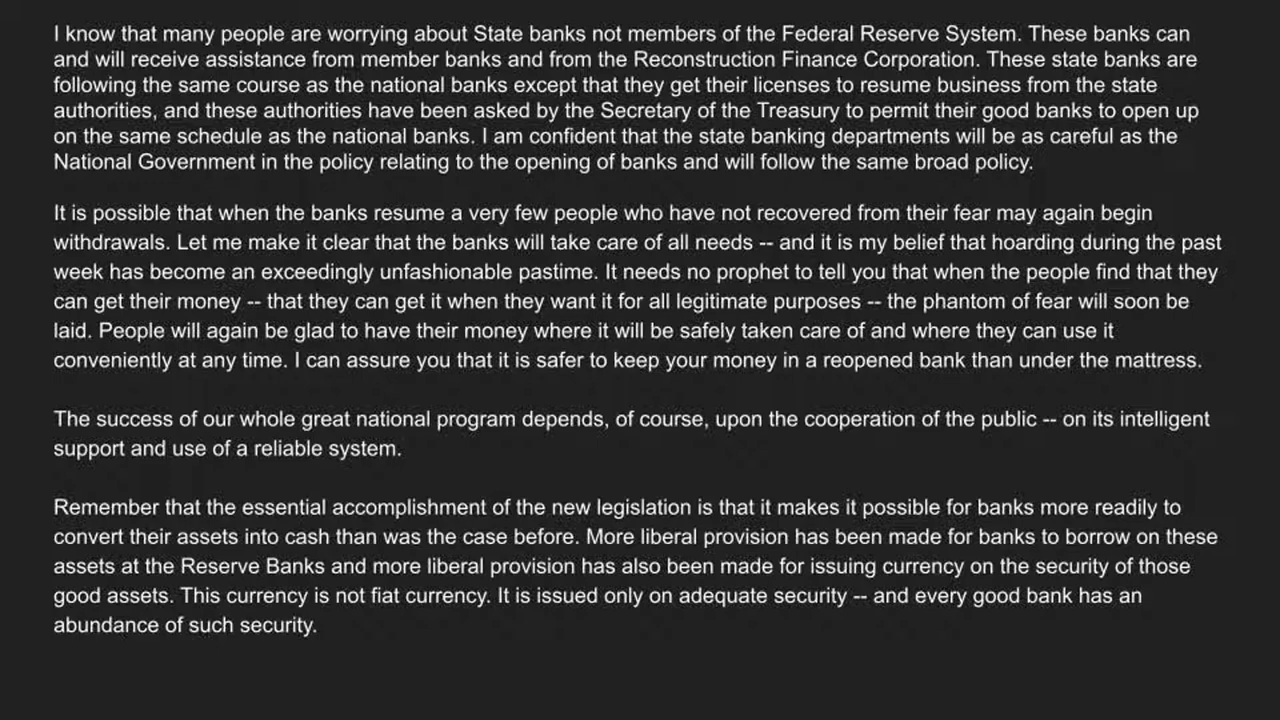 I know that many people are worrying about State banks not members of the Federal Reserve System. These banks can
and will receive assistance from member banks and from the Reconstruction Finance Corporation. These state banks are
following the same course as the national banks except that they get their licenses to resume business from the state
authorities, and these authorities have been asked by the Secretary of the Treasury to permit their good banks to open up
on the same schedule as the national banks. I am confident that the state banking departments will be as careful as the
National Government in the policy relating to the opening of banks and will follow the same broad policy.
It is possible that when the banks resume a very few people who have not recovered from their fear may again begin
withdrawals. Let me make it clear that the banks will take care of all needs -- and it is my belief that hoarding during the past
week has become an exceedingly unfashionable pastime. It needs no prophet to tell you that when the people find that they
can get their money -- that they can get it when they want it for all legitimate purposes -- the phantom of fear will soon be
laid. People will again be glad to have their money where it will be safely taken care of and where they can use it
conveniently at any time. I can assure you that it is safer to keep your money in a reopened bank than under the mattress.
The success of our whole great national program depends, of course, upon the cooperation of the public -- on its intelligent
support and use of a reliable system.
Remember that the essential accomplishment of the new legislation is that it makes it possible for banks more readily to
convert their assets into cash than was the case before. More liberal provision has been made for banks to borrow on these
assets at the Reserve Banks and more liberal provision has also been made for issuing currency on the security of those
good assets. This currency is not fiat currency. It is issued only on adequate security -- and every good bank has an
abundance of such security.